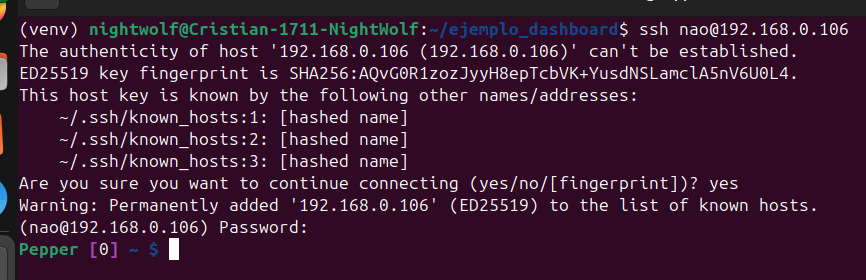 (venv) nightwolf@Cristian-1711-NightWolf:~/ejemplo_dashboard$ ssh nao@192.168.0.106
The authenticity of host '192.168.0.106 (192.168.0.106)' can't be established.
ED25519 key fingerprint is SHA256:AQvG0R1zozJyyH8epTcbVK+YusdNSLamclA5nV6U0L4.
This host key is known by the following other names/addresses:
    ~/.ssh/known_hosts:1: [hashed name]
    ~/.ssh/known_hosts:2: [hashed name]
    ~/.ssh/known_hosts:3: [hashed name]
Are you sure you want to continue connecting (yes/no/[fingerprint])? yes
Warning: Permanently added '192.168.0.106' (ED25519) to the list of known hosts.
(nao@192.168.0.106) Password:
Pepper [0] ~ $